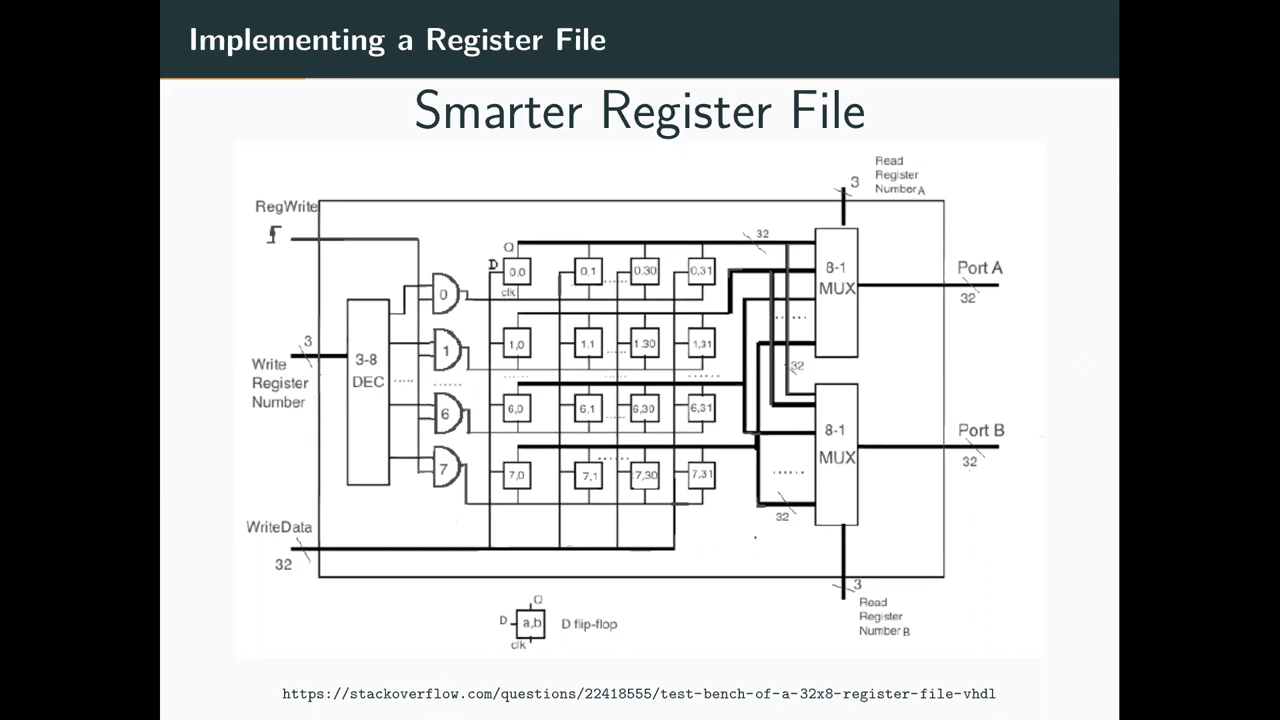 Implementing a Register File
Smarter Register File
Read
Register
Number A
3
RegWrite
32
Q
D
0,0
0,1
0,30
0,31
8-1
MUX
Port A
32
clk
0
3
Write
Register
Number
3-8
DEC
1
1,0
1,1
1,30
1,31
32
6
6,0
6,1
6,30
6,31
8-1
MUX
Port B
32
7
7,0
7,1
7,30
7,31
32
WriteData
32
3
Read
Register
Number B
Q
D
a,b
clk
D flip-flop
https://stackoverflow.com/questions/22418555/test-bench-of-a-32x8-register-file-vhdl